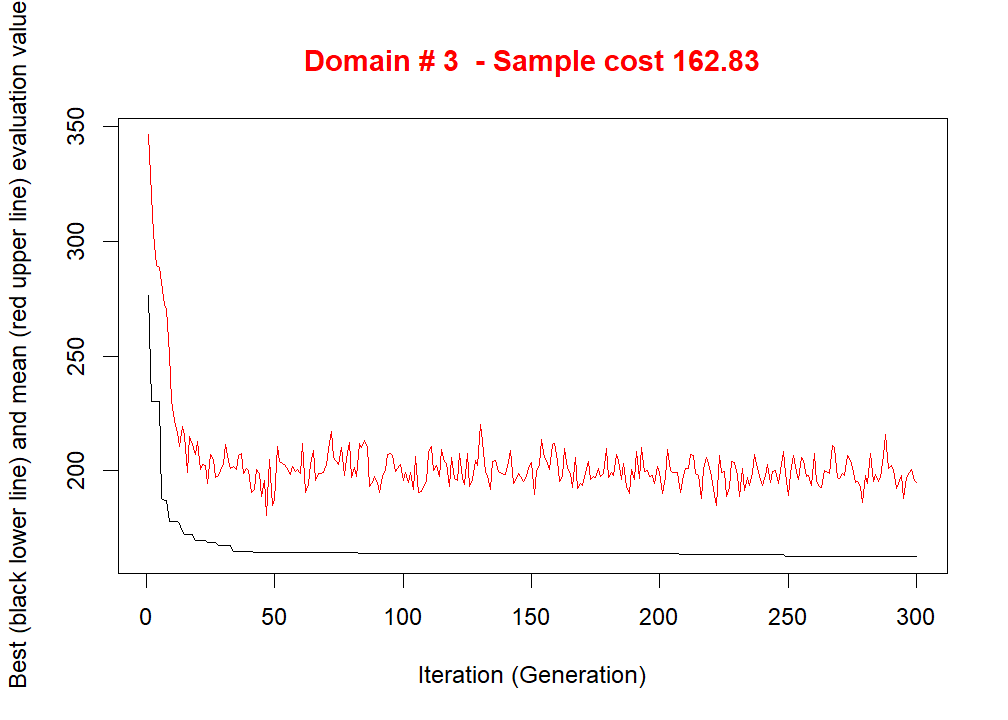 Domain # 3  - Sample cost 162.83
Best (black lower line) and mean (red upper line) evaluation value
350
300
250
200
0 50 100 150 200 250 300
Iteration (Generation)